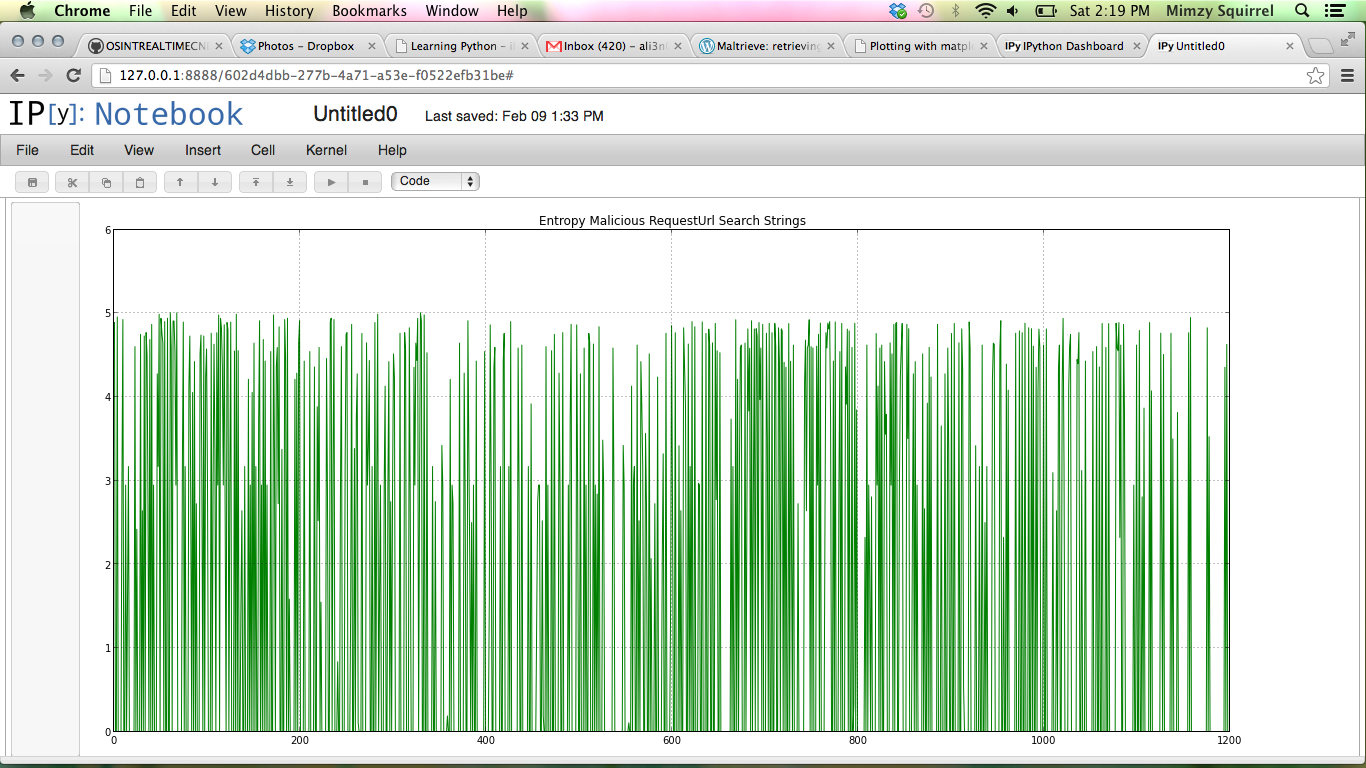 Chrome File Edit View History Bookmarks Window Help Sat 2:19 PM Mimzy Squirrel
OSINTREALTIMECN Photos – Dropbox Learning Python – i Inbox (420) – ali3n Maltrieve: retrieving Plotting with matpl IPy IPython Dashboard IPy Untitled0
127.0.0.1:8888/602d4dbb-277b-4a71-a53e-f0522efb31be#
IP[y]: Notebook Untitled0 Last saved: Feb 09 1:33 PM
File Edit View Insert Cell Kernel Help
Code
Entropy Malicious RequestUrl Search Strings
6
5
4
3
2
1
0
0 200 400 600 800 1000 1200